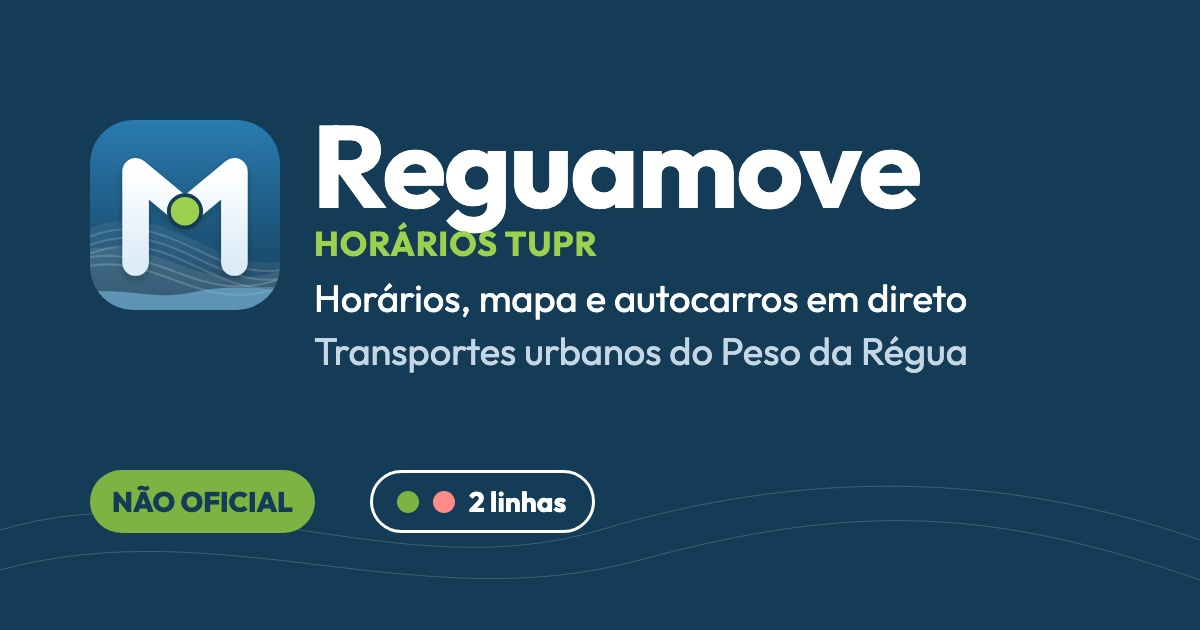 Reguamove
HORÁRIOS TUPR
Horários, mapa e autocarros em direto
Transportes urbanos do Peso da Régua
NÃO OFICIAL
2 linhas